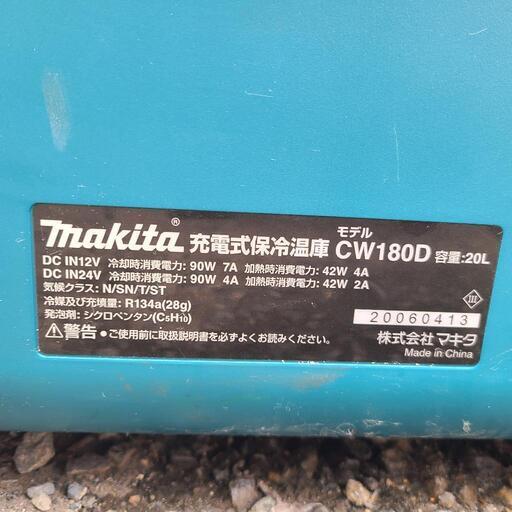 makita® 充電式保冷温庫 モデル CW180D 容量:20L
DC IN12V 冷却時消費電力: 90W 7A 加熱時消費電力: 42W 4A
DC IN24V 冷却時消費電力: 90W 4A 加熱時消費電力: 42W 2A
気候クラス: N/SN/T/ST
冷媒及び充填量: R134a(28g)
発泡剤: シクロペンタン(C5H10)
⚠警告 ●ご使用前に取扱説明書を必ずよくお読みください。
III
20060413
株式会社 マキタ
Made in China